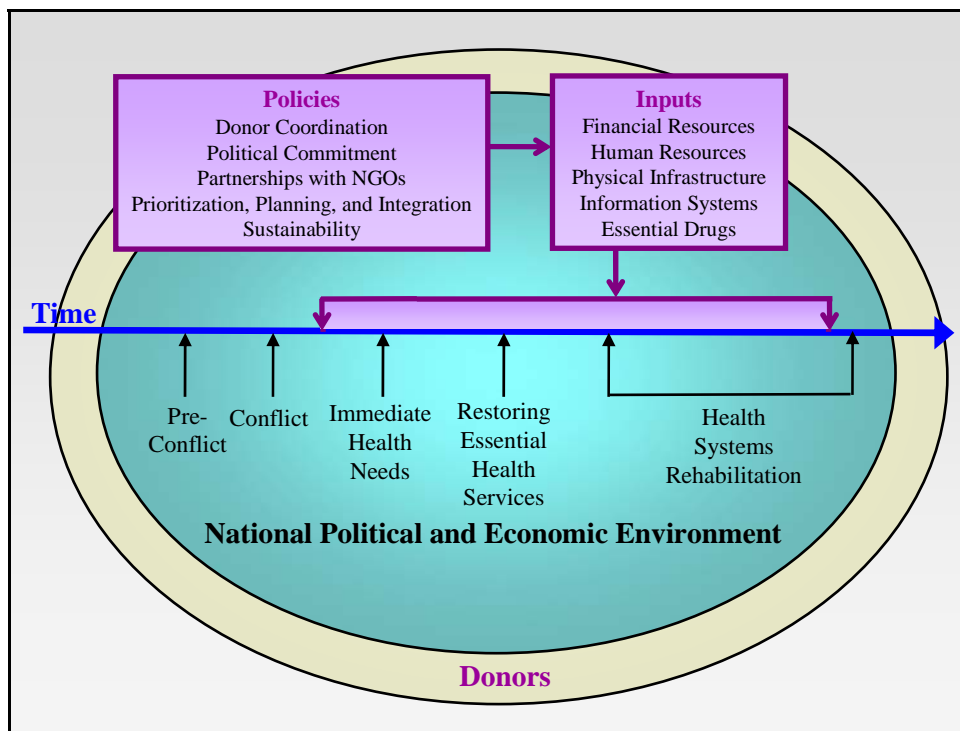 Policies
Donor Coordination
Political Commitment
Partnerships with NGOs
Prioritization, Planning, and Integration
Sustainability
Inputs
Financial Resources
Human Resources
Physical Infrastructure
Information Systems
Essential Drugs
Time
Pre-
Conflict
Conflict
Immediate
Health
Needs
Restoring
Essential
Health
Services
Health
Systems
Rehabilitation
National Political and Economic Environment
Donors